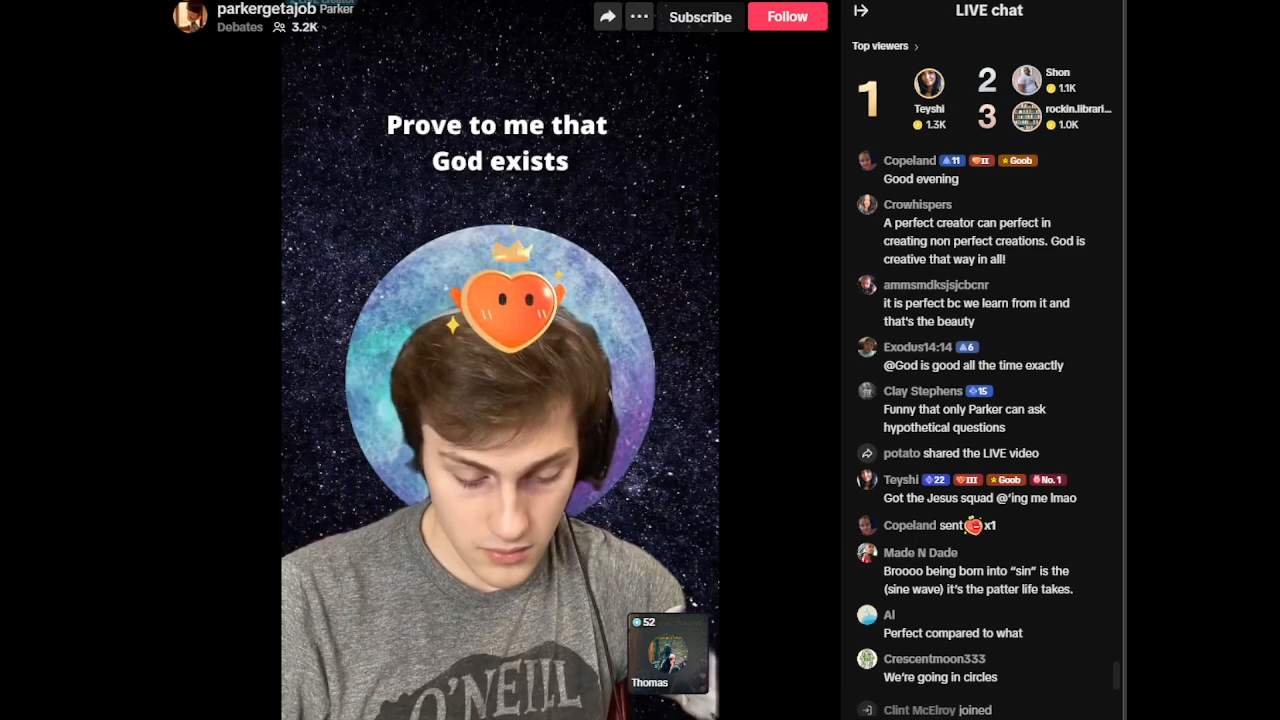 parkergetajob Parker
Debates 3.2K
Subscribe
Follow
Prove to me that
God exists
O'NEILL
52
Thomas
LIVE chat
Top viewers >
1
Teyshi
1.3K
2
Shon
1.1K
3
rockin.librari...
1.0K
Copeland 11 II Goob
Good evening
Crowhispers
A perfect creator can perfect in
creating non perfect creations. God is
creative that way in all!
ammsmdksjsjcbcnr
it is perfect bc we learn from it and
that's the beauty
Exodus14:14 6
@God is good all the time exactly
Clay Stephens 15
Funny that only Parker can ask
hypothetical questions
potato shared the LIVE video
Teyshi 22 III Goob No. 1
Got the Jesus squad @'ing me lmao
Copeland sent x1
Made N Dade
Broooo being born into “sin” is the
(sine wave) it’s the patter life takes.
Al
Perfect compared to what
Crescentmoon333
We’re going in circles
Clint McElroy joined